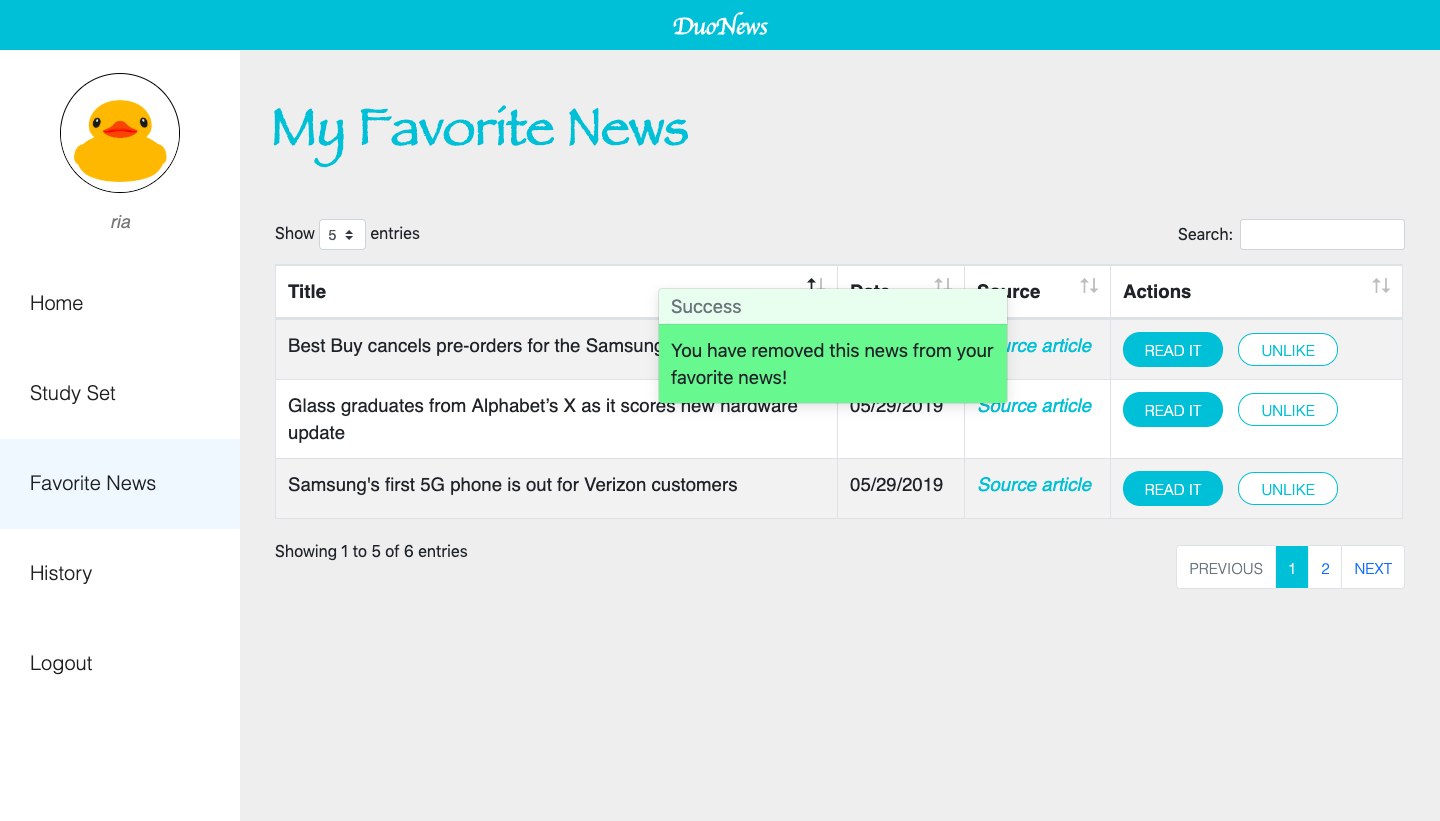 DuoNews
ria
Home
Study Set
Favorite News
History
Logout
My Favorite News
Show 5 entries
Search:
Title Source Actions
Success
You have removed this news from your
favorite news!
Best Buy cancels pre-orders for the Samsung article READ IT UNLIKE
Glass graduates from Alphabet’s X as it scores new hardware
update 05/29/2019 Source article READ IT UNLIKE
Samsung's first 5G phone is out for Verizon customers 05/29/2019 Source article READ IT UNLIKE
Showing 1 to 5 of 6 entries
PREVIOUS 1 2 NEXT